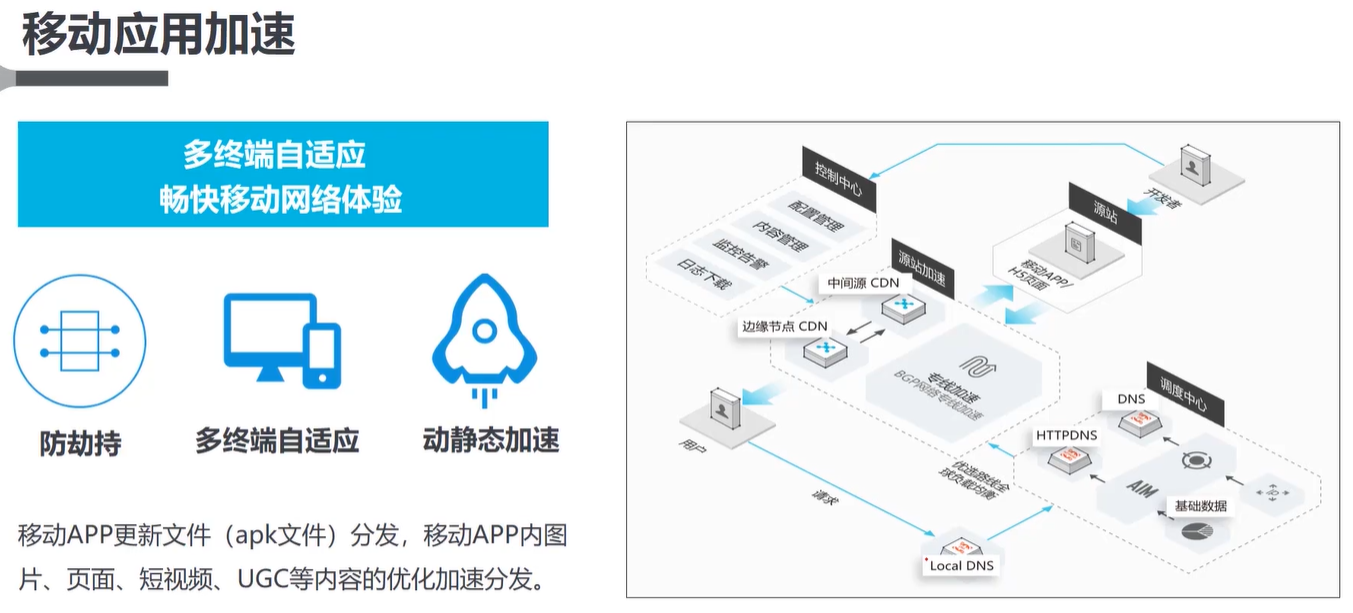 移动应用加速
多终端自适应
畅快移动网络体验
防劫持
多终端自适应
动静态加速
移动APP更新文件（apk文件）分发，移动APP内图
片、页面、短视频、UGC等内容的优化加速分发。
控制中心
配置管理
内容管理
监控告警
日志下载
开发者
源站
移动APP/
H5页面
源站加速
中间源 CDN
边缘节点 CDN
专线加速
BGP网络专线加速
用户
请求
优选路线全
球负载均衡
调度中心
DNS
HTTPDNS
AIM
IP
基础数据
Local DNS